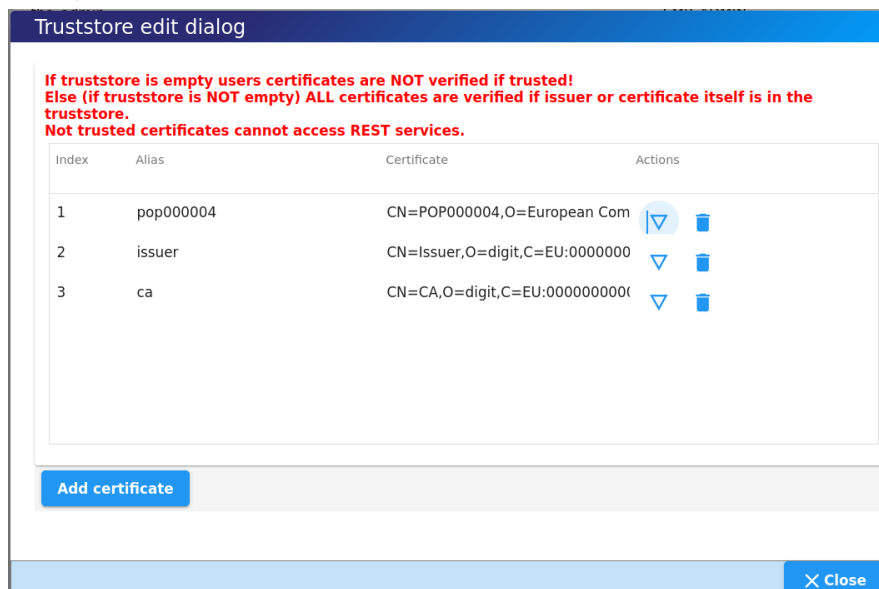 Truststore edit dialog
If truststore is empty users certificates are NOT verified if trusted!
Else (if truststore is NOT empty) ALL certificates are verified if issuer or certificate itself is in the
truststore.
Not trusted certificates cannot access REST services.
Index Alias Certificate Actions
1 pop000004 CN=POP000004,O=European Com
2 issuer CN=Issuer,O=digit,C=EU:0000000
3 ca CN=CA,O=digit,C=EU:000000000
Add certificate
Close